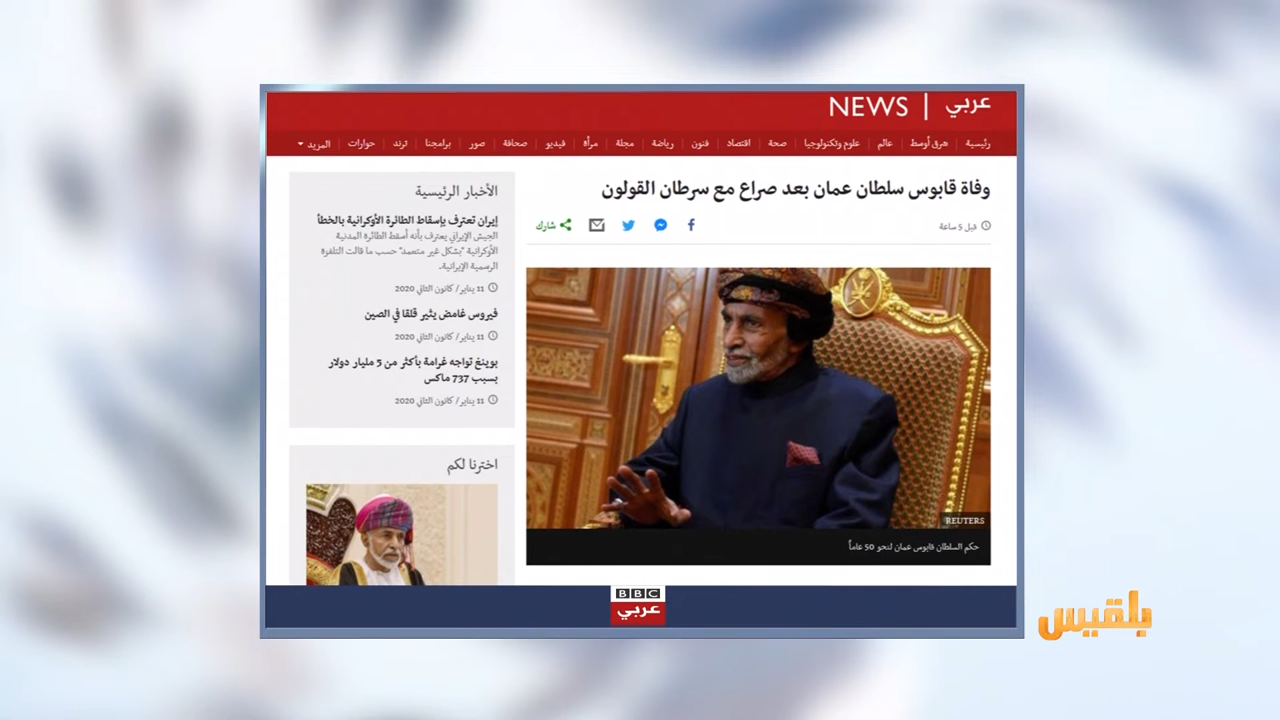 NEWS | عربي
رئيسية شرق أوسط عالم علوم وتكنولوجيا صحة اقتصاد فنون رياضة مجلة مرأة فيديو صحافة صور برامجنا ترند حوارات المزيد
وفاة قابوس سلطان عمان بعد صراع مع سرطان القولون
قبل 5 ساعة
شارك
REUTERS
حكم السلطان قابوس عمان لنحو 50 عاماً
الأخبار الرئيسية
إيران تعترف بإسقاط الطائرة الأوكرانية بالخطأ
الجيش الإيراني يعترف بأنه أسقط الطائرة المدنية
الأوكرانية "بشكل غير متعمد" حسب ما قالت التلفزة
الرسمية الإيرانية.
11 يناير/ كانون الثاني 2020
فيروس غامض يثير قلقا في الصين
11 يناير/ كانون الثاني 2020
بوينغ تواجه غرامة بأكثر من 5 مليار دولار
بسبب 737 ماكس
11 يناير/ كانون الثاني 2020
اخترنا لكم
BBC
عربي
بلقيس